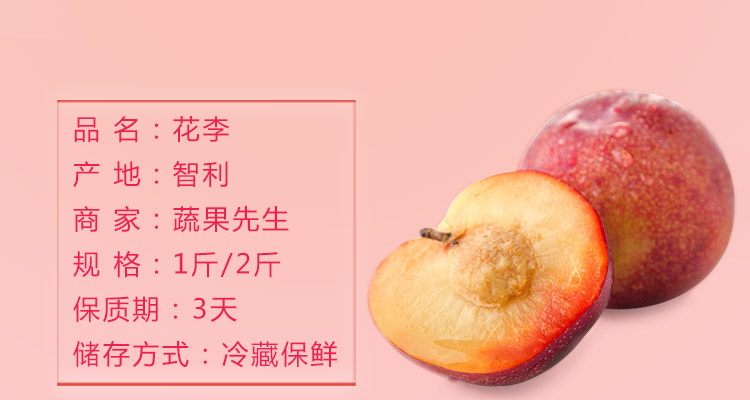 品 名：花李
产 地：智利
商 家：蔬果先生
规 格：1斤/2斤
保质期：3天
储存方式：冷藏保鲜